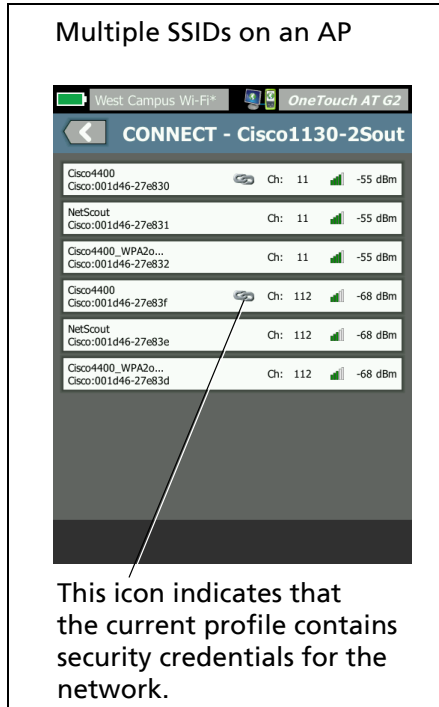 Multiple SSIDs on an AP
West Campus Wi-Fi* OneTouch AT G2
CONNECT - Cisco1130-2Sout
Cisco4400
Cisco:001d46-27e830 Ch: 11 -55 dBm
NetScout
Cisco:001d46-27e831 Ch: 11 -55 dBm
Cisco4400_WPA2o...
Cisco:001d46-27e832 Ch: 11 -55 dBm
Cisco4400
Cisco:001d46-27e83f Ch: 112 -68 dBm
NetScout
Cisco:001d46-27e83e Ch: 112 -68 dBm
Cisco4400_WPA2o...
Cisco:001d46-27e83d Ch: 112 -68 dBm
This icon indicates that
the current profile contains
security credentials for the
network.